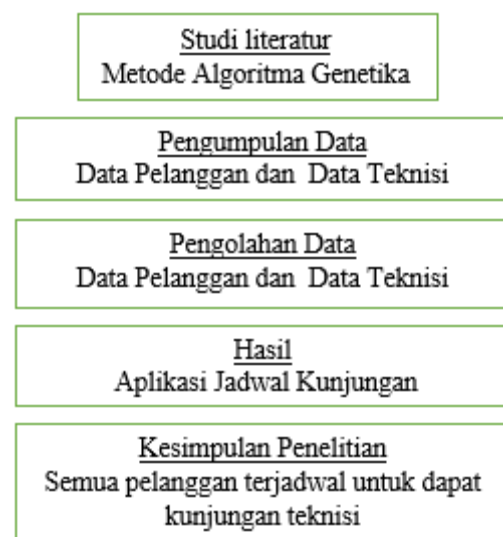 Studi literatur
Metode Algoritma Genetika
Pengumpulan Data
Data Pelanggan dan Data Teknisi
Pengolahan Data
Data Pelanggan dan Data Teknisi
Hasil
Aplikasi Jadwal Kunjungan
Kesimpulan Penelitian
Semua pelanggan terjadwal untuk dapat
kunjungan teknisi